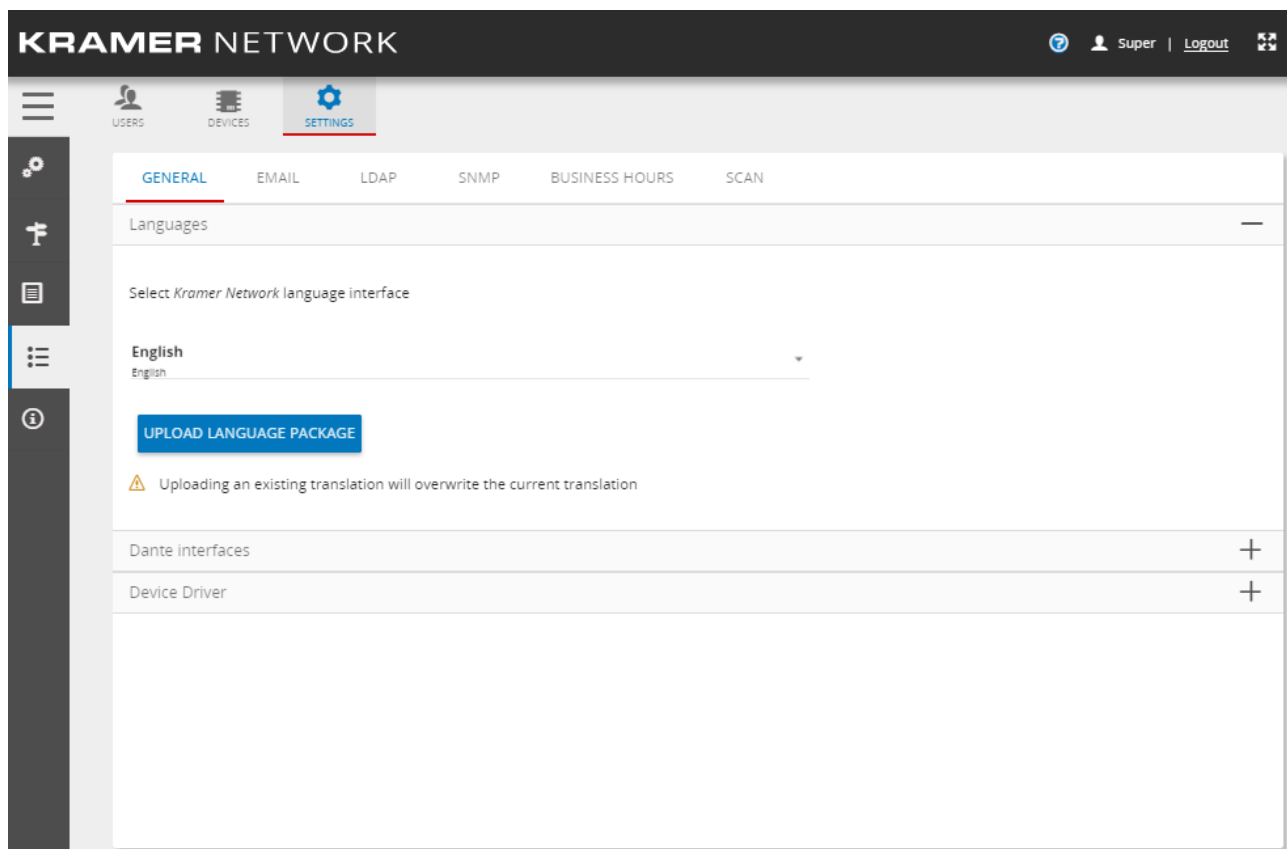 KRAMER NETWORK
Super | Logout
USERS DEVICES SETTINGS
GENERAL EMAIL LDAP SNMP BUSINESS HOURS SCAN
Languages
Select Kramer Network language interface
English
English
UPLOAD LANGUAGE PACKAGE
Uploading an existing translation will overwrite the current translation
Dante interfaces
Device Driver